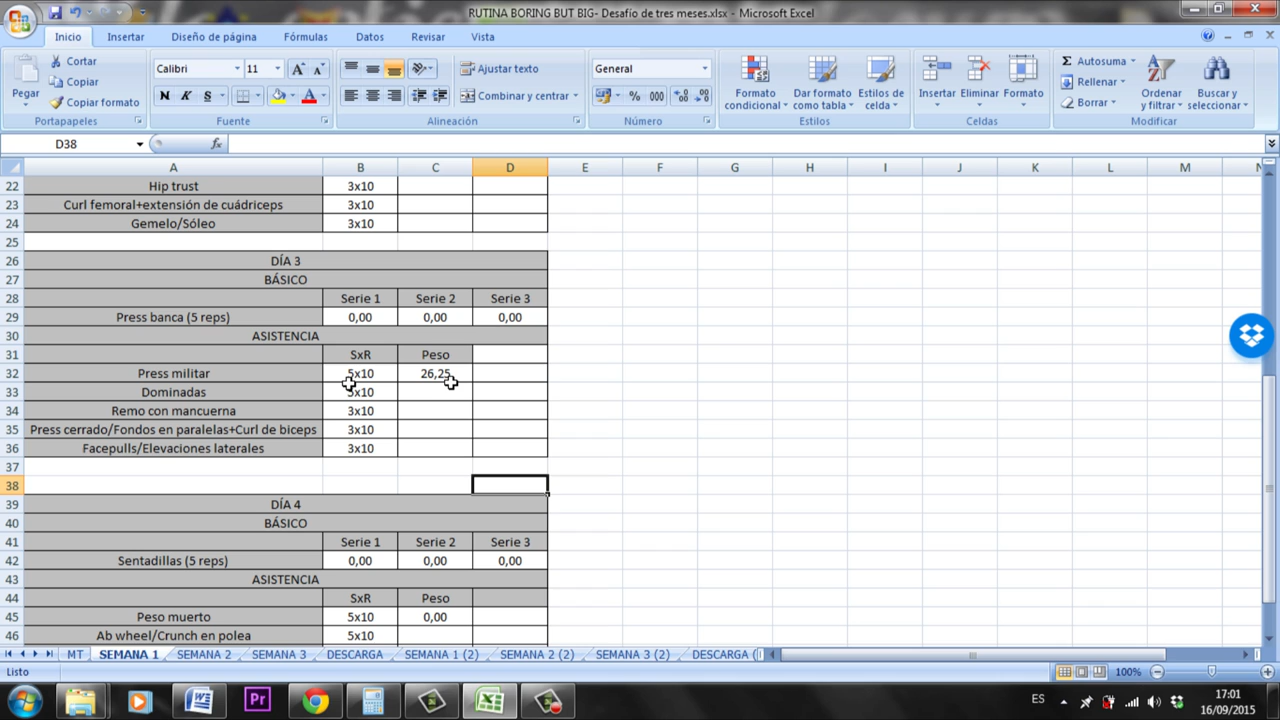 RUTINA BORING BUT BIG- Desafío de tres meses.xlsx - Microsoft Excel
Inicio Insertar Diseño de página Fórmulas Datos Revisar Vista
Pegar Cortar Copiar Copiar formato Portapapeles
Calibri 11 N K S A A A Fuente
Ajustar texto Combinar y centrar Alineación
General % 000 Número
Formato condicional Dar formato como tabla Estilos de celda Estilos
Insertar Eliminar Formato Celdas
Σ Autosuma Rellenar Borrar Ordenar y filtrar Buscar y seleccionar Modificar
D38 fx
A B C D E F G H I J K L M N
22 Hip trust 3x10
23 Curl femoral+extensión de cuádriceps 3x10
24 Gemelo/Sóleo 3x10
25
26 DÍA 3
27 BÁSICO
28 Serie 1 Serie 2 Serie 3
29 Press banca (5 reps) 0,00 0,00 0,00
30 ASISTENCIA
31 SxR Peso
32 Press militar 5x10 26,25
33 Dominadas 5x10
34 Remo con mancuerna 3x10
35 Press cerrado/Fondos en paralelas+Curl de biceps 3x10
36 Facepulls/Elevaciones laterales 3x10
37
38
39 DÍA 4
40 BÁSICO
41 Serie 1 Serie 2 Serie 3
42 Sentadillas (5 reps) 0,00 0,00 0,00
43 ASISTENCIA
44 SxR Peso
45 Peso muerto 5x10 0,00
46 Ab wheel/Crunch en polea 5x10
MT SEMANA 1 SEMANA 2 SEMANA 3 DESCARGA SEMANA 1 (2) SEMANA 2 (2) SEMANA 3 (2) DESCARGA (
Listo 100%
W Pr ES 17:01
16/09/2015